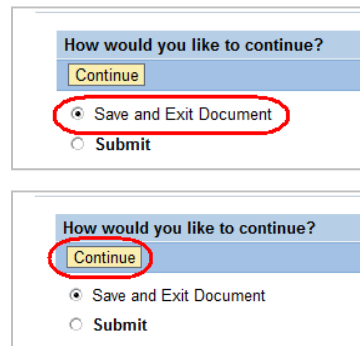 How would you like to continue?
Continue
Save and Exit Document
Submit
How would you like to continue?
Continue
Save and Exit Document
Submit